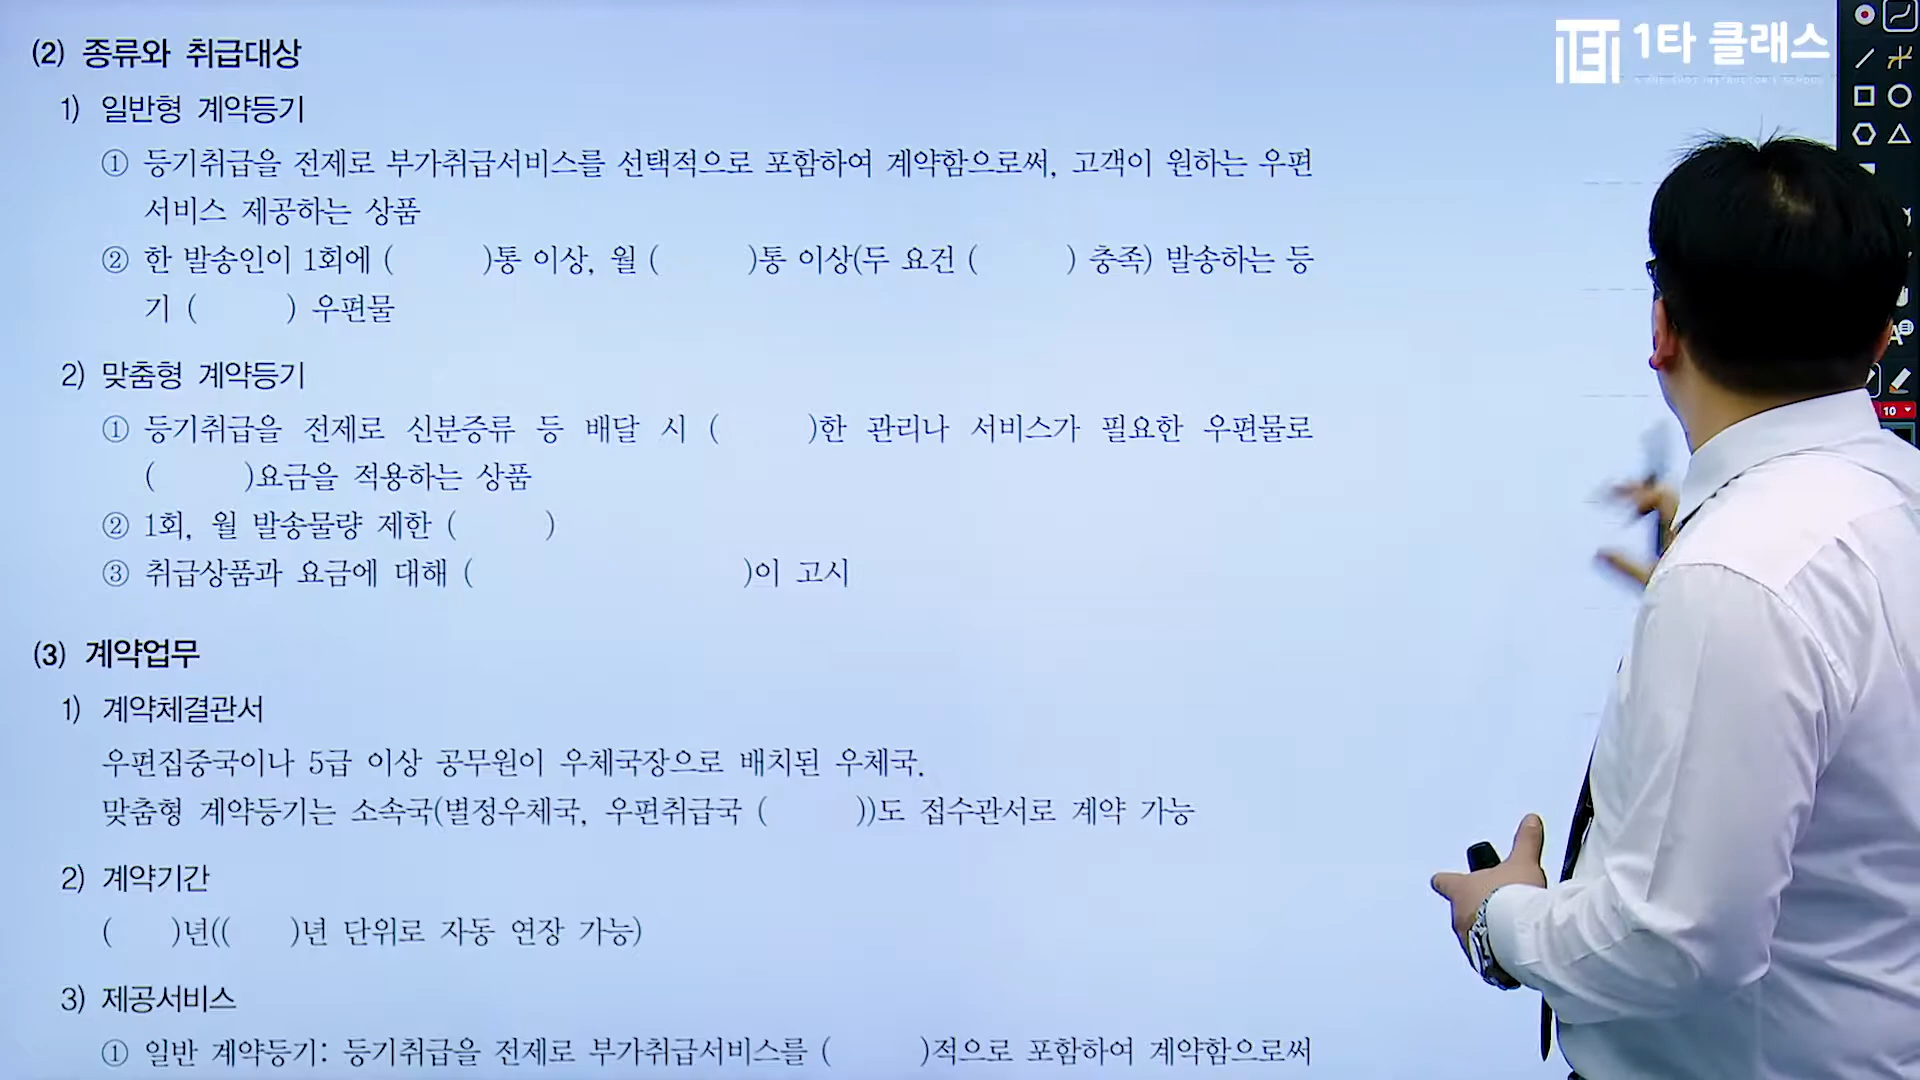 1타 클래스
(2) 종류와 취급대상
1) 일반형 계약등기
① 등기취급을 전제로 부가취급서비스를 선택적으로 포함하여 계약함으로써, 고객이 원하는 우편
서비스 제공하는 상품
② 한 발송인이 1회에 (          )통 이상, 월 (          )통 이상(두 요건 (          ) 충족) 발송하는 등
기 (          ) 우편물
2) 맞춤형 계약등기
① 등기취급을 전제로 신분증류 등 배달 시 (          )한 관리나 서비스가 필요한 우편물로
(          )요금을 적용하는 상품
② 1회, 월 발송물량 제한 (          )
③ 취급상품과 요금에 대해 (                              )이 고시
(3) 계약업무
1) 계약체결관서
우편집중국이나 5급 이상 공무원이 우체국장으로 배치된 우체국.
맞춤형 계약등기는 소속국(별정우체국, 우편취급국 (          ))도 접수관서로 계약 가능
2) 계약기간
(      )년((      )년 단위로 자동 연장 가능)
3) 제공서비스
① 일반 계약등기: 등기취급을 전제로 부가취급서비스를 (          )적으로 포함하여 계약함으로써
10